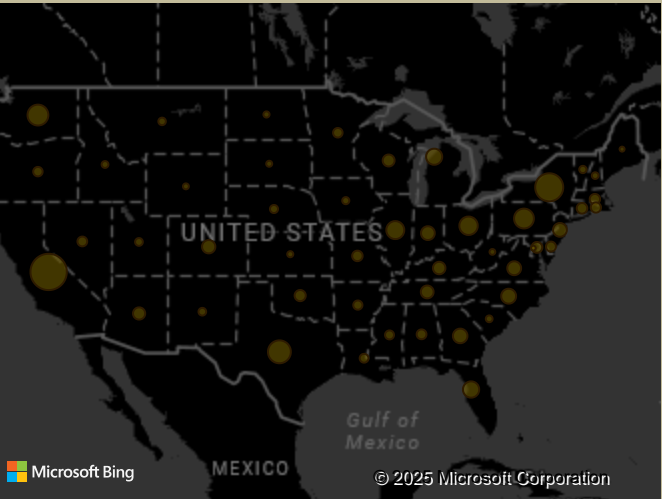 UNITED STATES
Gulf of
Mexico
MEXICO
Microsoft Bing
© 2025 Microsoft Corporation